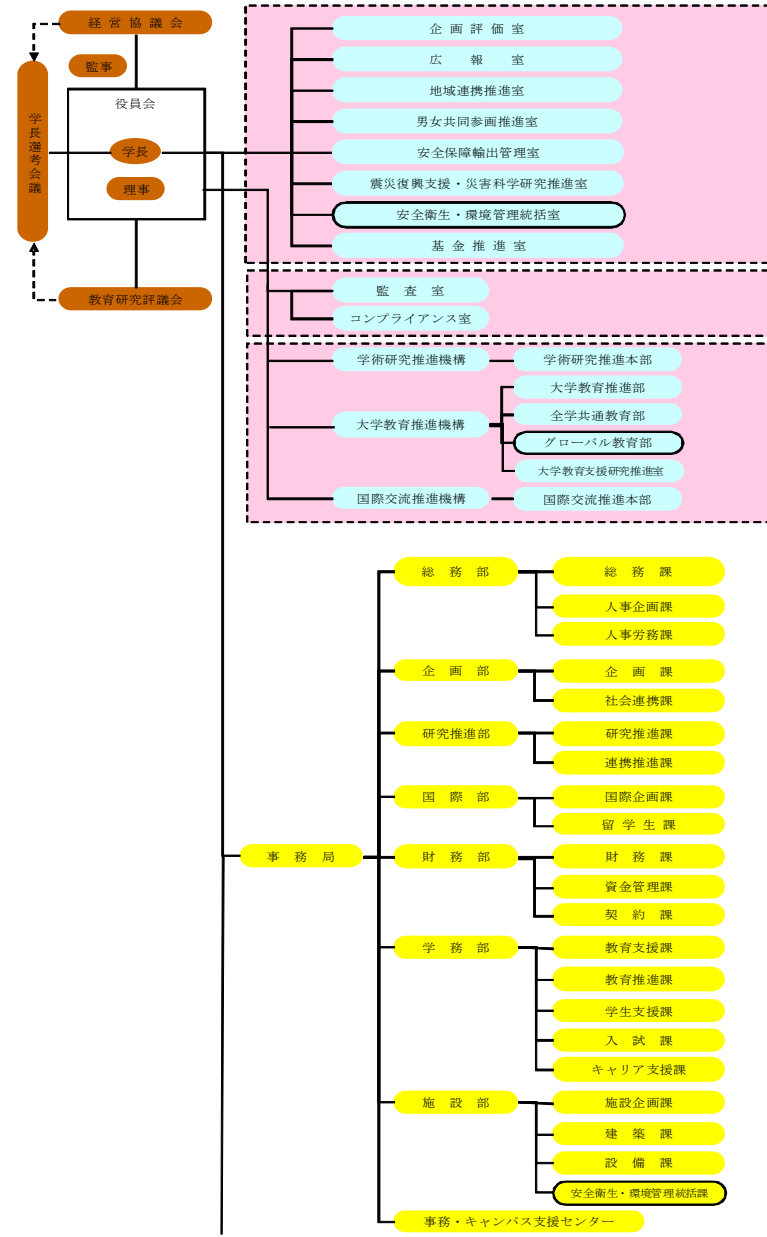 経営協議会
監事
役員会
学長選考会議
学長
理事
教育研究評議会
企画評価室
広報室
地域連携推進室
男女共同参画推進室
安全保障輸出管理室
震災復興支援・災害科学研究推進室
安全衛生・環境管理統括室
基金推進室
監査室
コンプライアンス室
学術研究推進機構
学術研究推進本部
大学教育推進機構
大学教育推進部
全学共通教育部
グローバル教育部
大学教育支援研究推進室
国際交流推進機構
国際交流推進本部
事務局
総務部
総務課
人事企画課
人事労務課
企画部
企画課
社会連携課
研究推進部
研究推進課
連携推進課
国際部
国際企画課
留学生課
財務部
財務課
資金管理課
契約課
学務部
教育支援課
教育推進課
学生支援課
入試課
キャリア支援課
施設部
施設企画課
建築課
設備課
安全衛生・環境管理統括課
事務・キャンパス支援センター